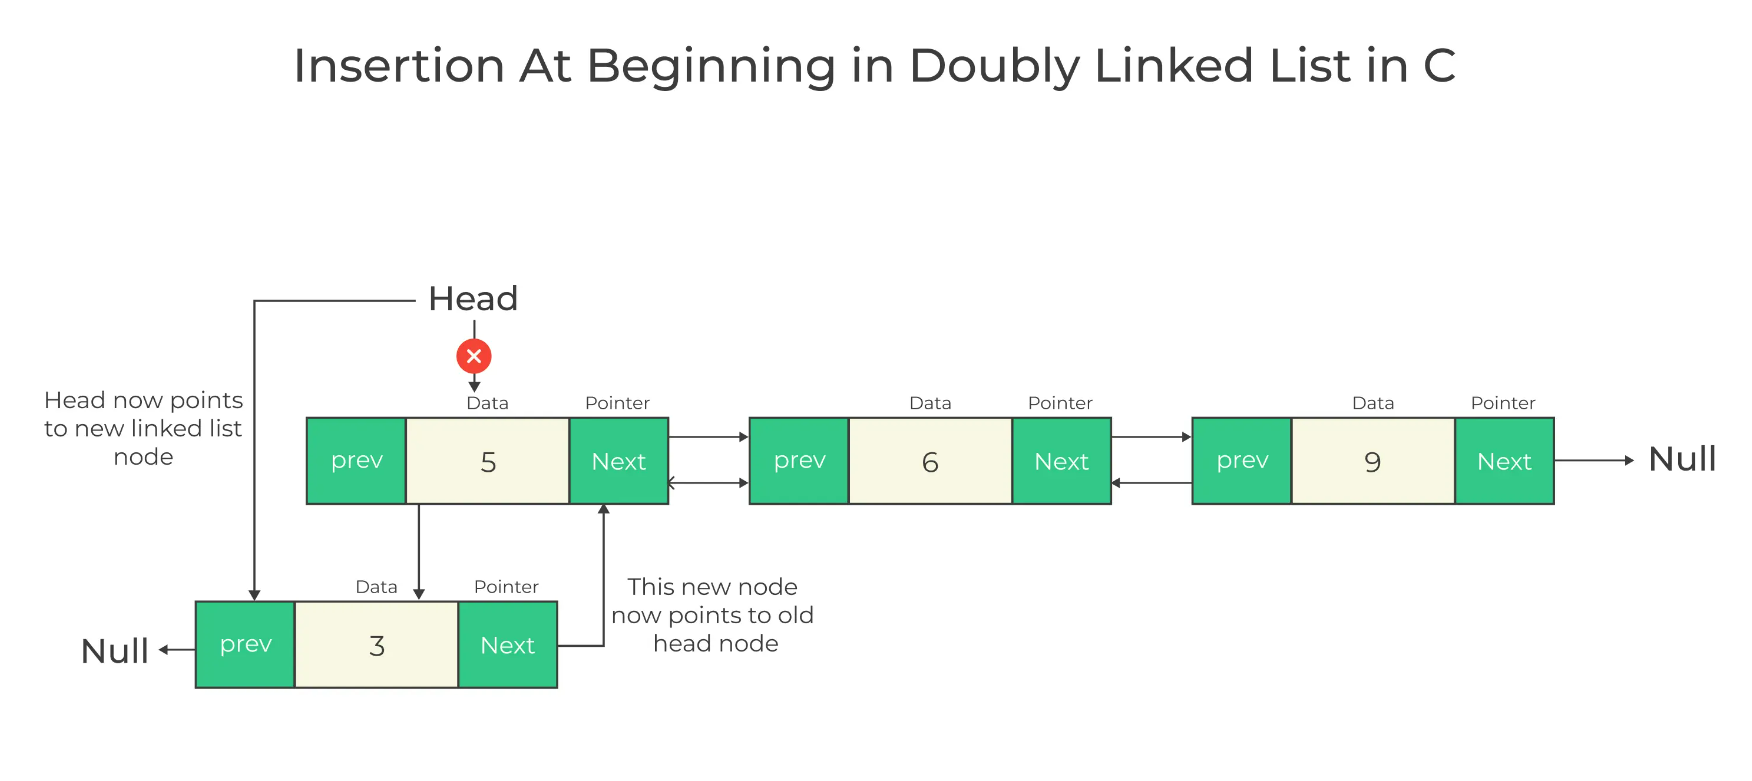 Insertion At Beginning in Doubly Linked List in C
Head
Head now points
to new linked list
node
Data Pointer
prev 5 Next
Data Pointer
prev 6 Next
Data Pointer
prev 9 Next
Null
Data Pointer
Null
prev 3 Next
This new node
now points to old
head node